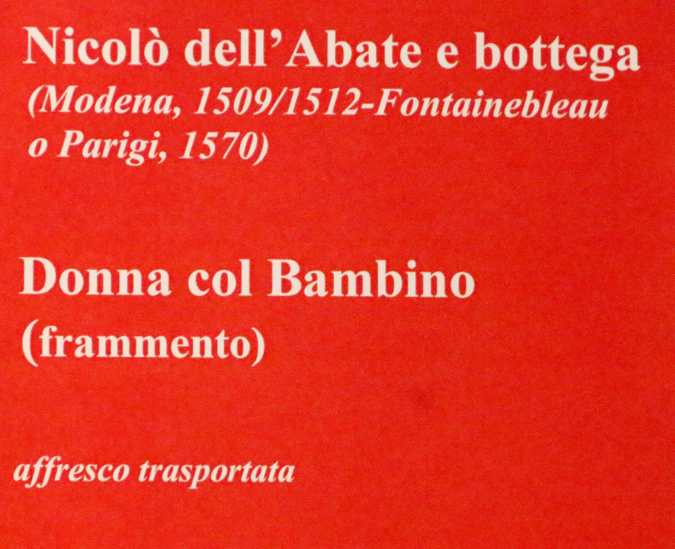 Nicolò dell'Abate e bottega
(Modena, 1509/1512-Fontainebleau
o Parigi, 1570)
Donna col Bambino
(frammento)
affresco trasportata